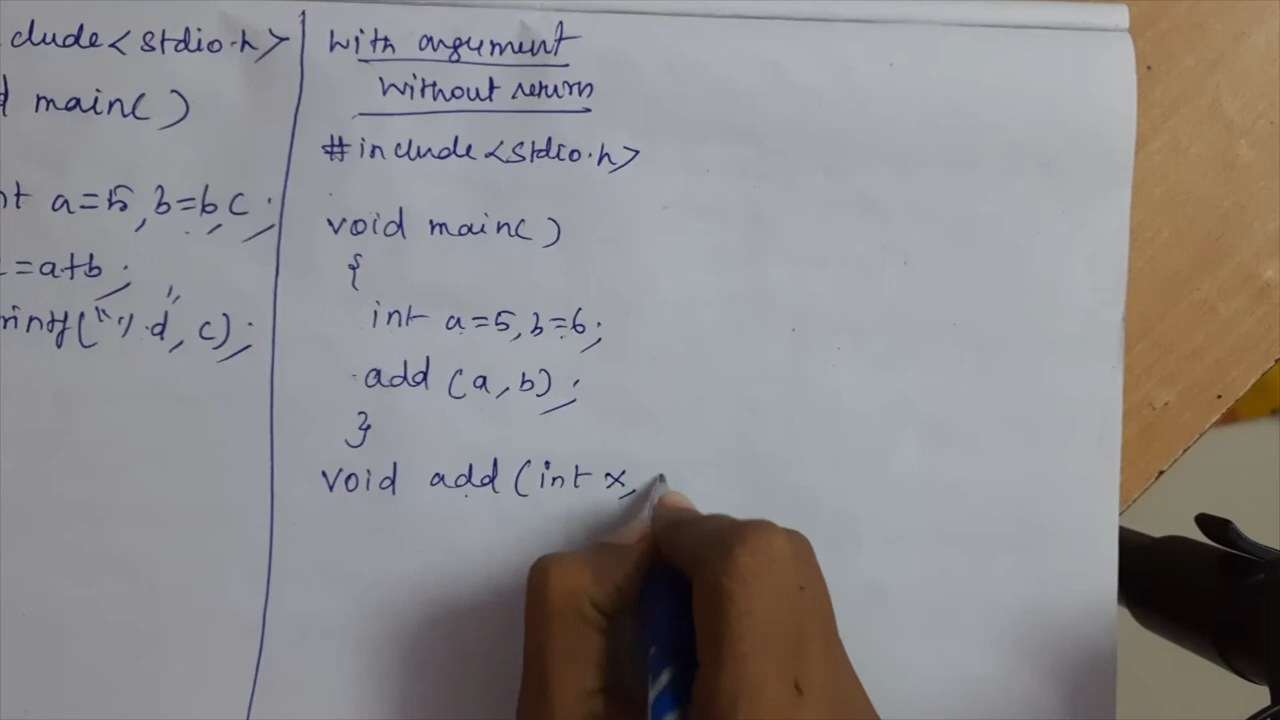 clude<stdio.h>
main( )
nt a=5,b=6,c;
=a+b;
rintf("%d",c);
with argument
without return
#include<stdio.h>
void main( )
{
int a=5,b=6;
add (a,b);
}
void add (int x,